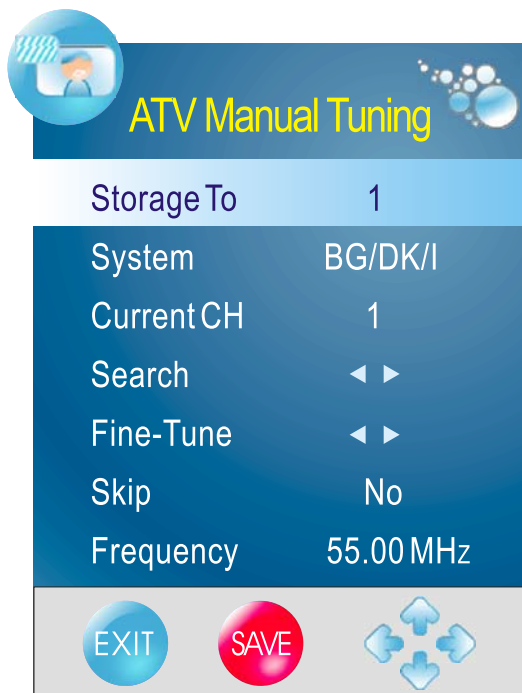 ATV Manual Tuning
Storage To 1
System BG/DK/I
Current CH 1
Search ◀ ▶
Fine-Tune ◀ ▶
Skip No
Frequency 55.00 MHz
EXIT SAVE